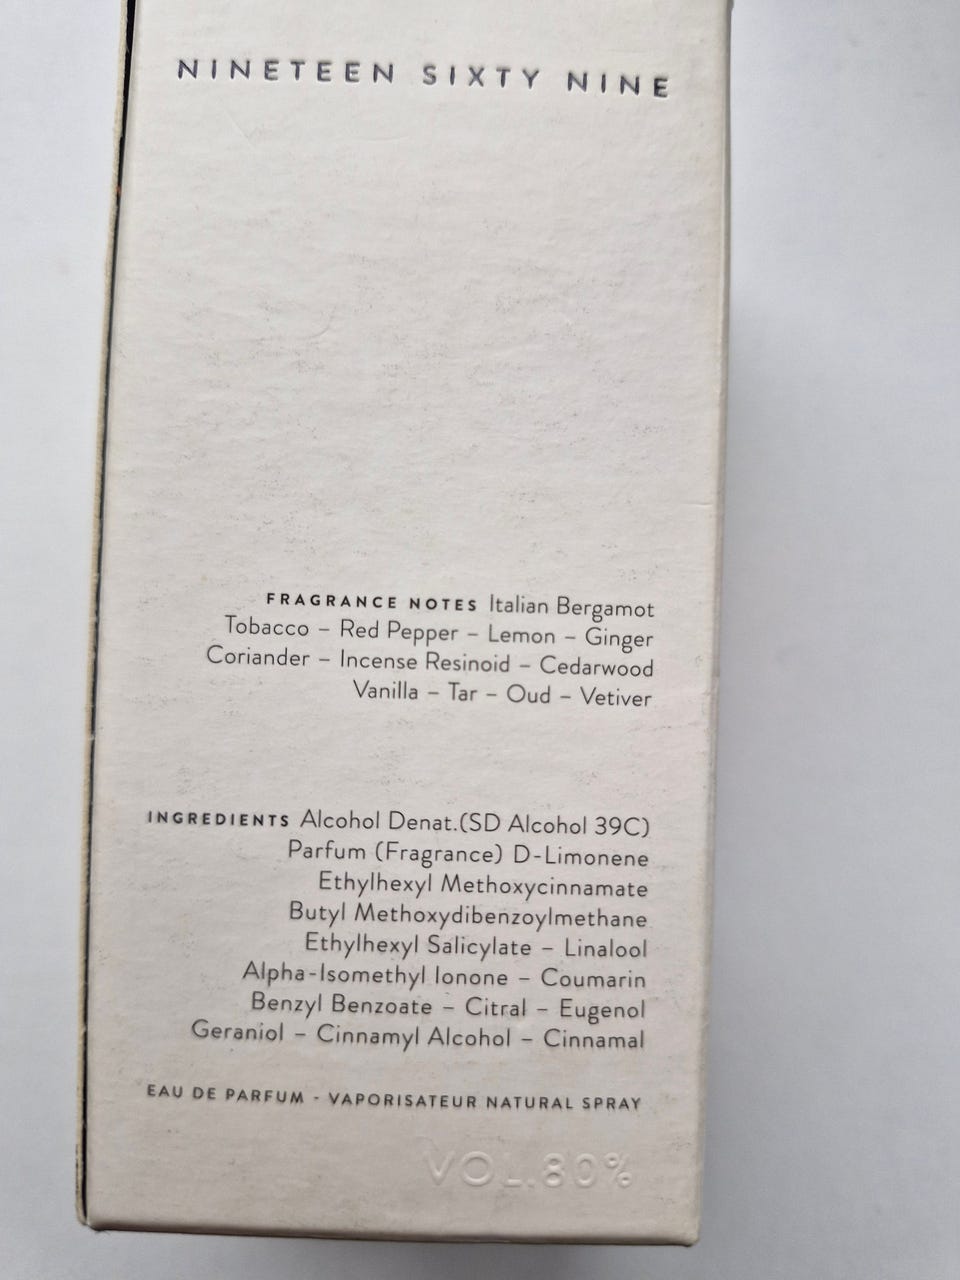 NINETEEN SIXTY NINE
FRAGRANCE NOTES Italian Bergamot
Tobacco – Red Pepper – Lemon – Ginger
Coriander – Incense Resinoid – Cedarwood
Vanilla – Tar – Oud – Vetiver
INGREDIENTS Alcohol Denat.(SD Alcohol 39C)
Parfum (Fragrance) D-Limonene
Ethylhexyl Methoxycinnamate
Butyl Methoxydibenzoylmethane
Ethylhexyl Salicylate – Linalool
Alpha-Isomethyl Ionone – Coumarin
Benzyl Benzoate – Citral – Eugenol
Geraniol – Cinnamyl Alcohol – Cinnamal
EAU DE PARFUM - VAPORISATEUR NATURAL SPRAY
VOL.80%